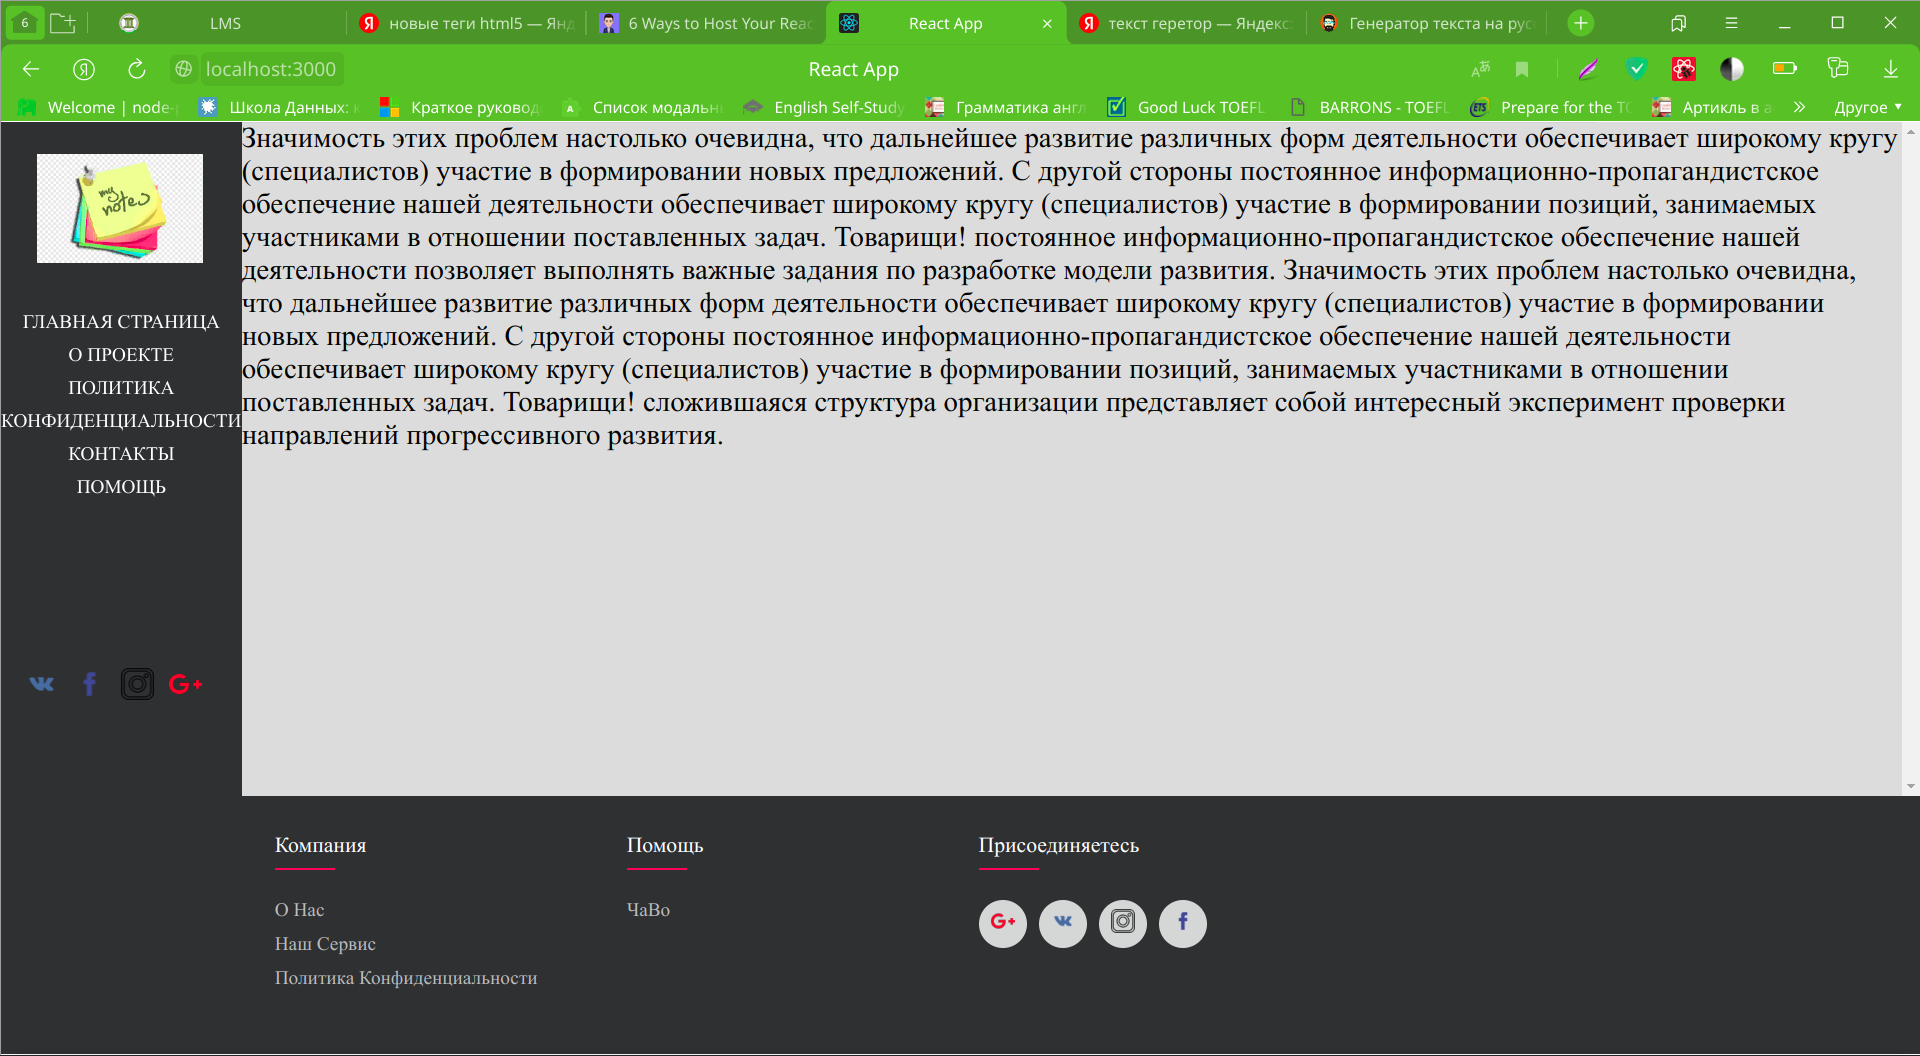 6
LMS
новые теги html5 — Янд
6 Ways to Host Your Reac
React App
текст геретор — Яндекс:
Генератор текста на рус
localhost:3000
React App
Welcome | node-
Школа Данных:
Краткое руковод
Список модальн
English Self-Study
Грамматика англ
Good Luck TOEFL
BARRONS - TOEFL
Prepare for the TO
Артикль в а
Другое
my notes
ГЛАВНАЯ СТРАНИЦА
О ПРОЕКТЕ
ПОЛИТИКА
КОНФИДЕНЦИАЛЬНОСТИ
КОНТАКТЫ
ПОМОЩЬ
Значимость этих проблем настолько очевидна, что дальнейшее развитие различных форм деятельности обеспечивает широкому кругу
(специалистов) участие в формировании новых предложений. С другой стороны постоянное информационно-пропагандистское
обеспечение нашей деятельности обеспечивает широкому кругу (специалистов) участие в формировании позиций, занимаемых
участниками в отношении поставленных задач. Товарищи! постоянное информационно-пропагандистское обеспечение нашей
деятельности позволяет выполнять важные задания по разработке модели развития. Значимость этих проблем настолько очевидна,
что дальнейшее развитие различных форм деятельности обеспечивает широкому кругу (специалистов) участие в формировании
новых предложений. С другой стороны постоянное информационно-пропагандистское обеспечение нашей деятельности
обеспечивает широкому кругу (специалистов) участие в формировании позиций, занимаемых участниками в отношении
поставленных задач. Товарищи! сложившаяся структура организации представляет собой интересный эксперимент проверки
направлений прогрессивного развития.
Компания
О Нас
Наш Сервис
Политика Конфиденциальности
Помощь
ЧаВо
Присоединяетесь